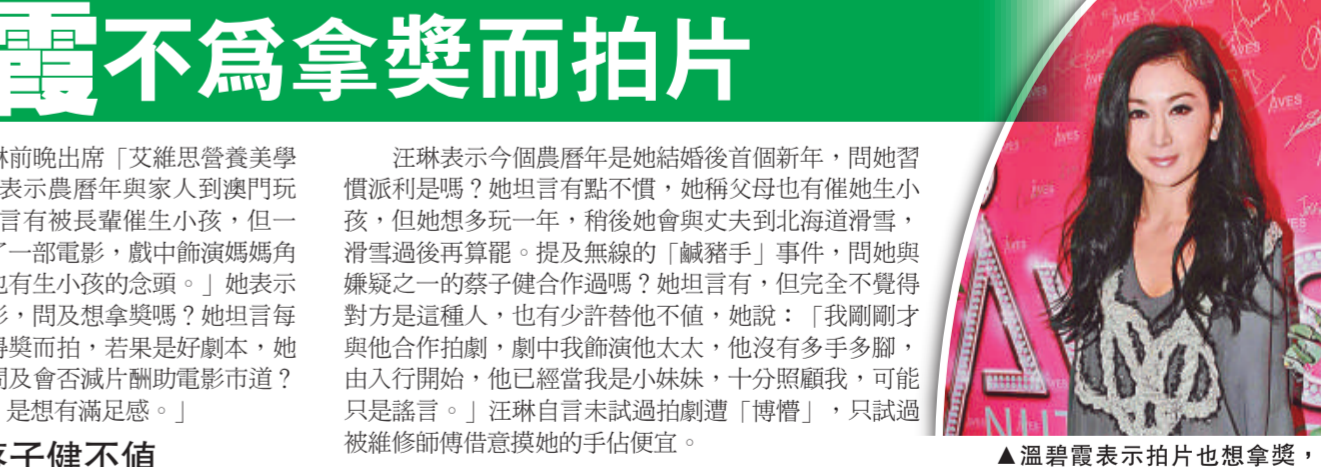 霞不爲拿獎而拍片
林前晚出席「艾維思營養美學
表示農曆年與家人到澳門玩
言有被長輩催生小孩，但一
了一部電影，戲中飾演媽媽角
也有生小孩的念頭。」她表示
影，問及想拿獎嗎？她坦言每
得獎而拍，若果是好劇本，她
問及會否減片酬助電影市道？
是想有滿足感。」
蔡子健不值
汪琳表示今個農曆年是她結婚後首個新年，問她習
慣派利是嗎？她坦言有點不慣，她稱父母也有催她生小
孩，但她想多玩一年，稍後她會與丈夫到北海道滑雪，
滑雪過後再算罷。提及無線的「鹹豬手」事件，問她與
嫌疑之一的蔡子健合作過嗎？她坦言有，但完全不覺得
對方是這種人，也有少許替他不值，她說：「我剛剛才
與他合作拍劇，劇中我飾演他太太，他沒有多手多腳，
由入行開始，他已經當我是小妹妹，十分照顧我，可能
只是謠言。」汪琳自言未試過拍劇遭「博懵」，只試過
被維修師傅借意摸她的手佔便宜。
AVES
NUT
▲溫碧霞表示拍片也想拿獎，